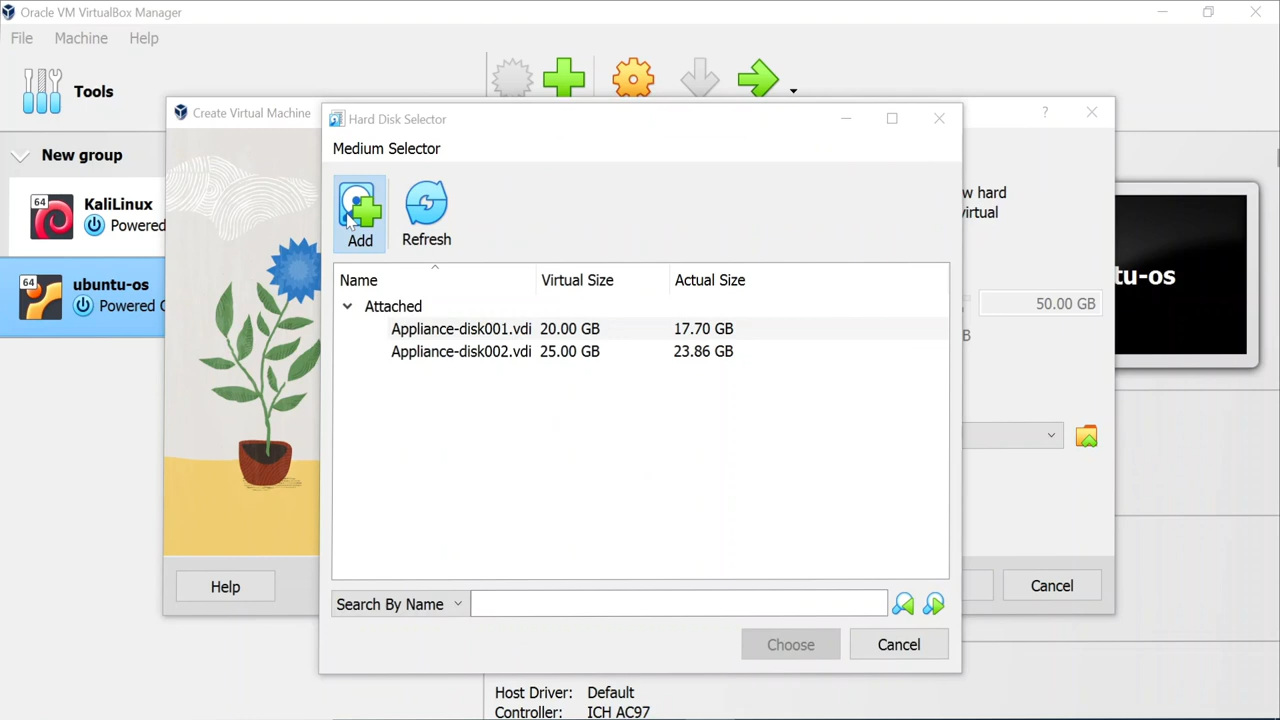 Oracle VM VirtualBox Manager
File Machine Help
Tools
New group
64 KaliLinux
Powered
64 ubuntu-os
Powered
Create Virtual Machine
?
Hard Disk Selector
Medium Selector
Add Refresh
Name Virtual Size Actual Size
Attached
Appliance-disk001.vdi 20.00 GB 17.70 GB
Appliance-disk002.vdi 25.00 GB 23.86 GB
Search By Name
Choose Cancel
w hard
virtual
50.00 GB
B
tu-os
Help
Cancel
Host Driver: Default
Controller: ICH AC97